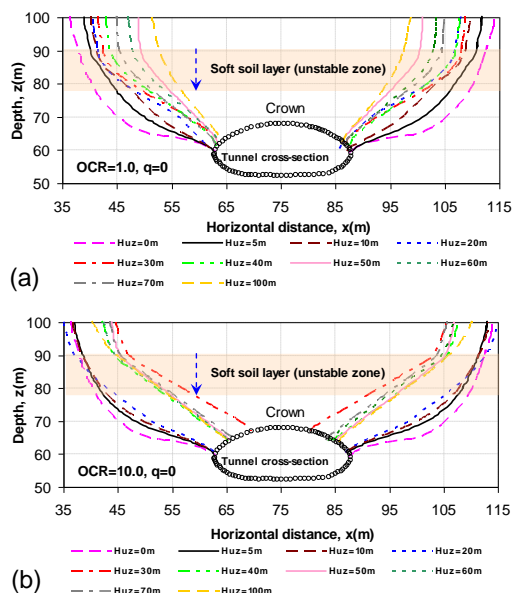 (a)
Depth, z(m)
100
90
80
70
60
50
Soft soil layer (unstable zone)
Crown
Tunnel cross-section
OCR=1.0, q=0
35 45 55 65 75 85 95 105 115
Horizontal distance, x(m)
Huz=0m Huz=5m Huz=10m Huz=20m
Huz=30m Huz=40m Huz=50m Huz=60m
Huz=70m Huz=100m
(b)
Depth, z(m)
100
90
80
70
60
50
Soft soil layer (unstable zone)
Crown
Tunnel cross-section
OCR=10.0, q=0
35 45 55 65 75 85 95 105 115
Horizontal distance, x(m)
Huz=0m Huz=5m Huz=10m Huz=20m
Huz=30m Huz=40m Huz=50m Huz=60m
Huz=70m Huz=100m